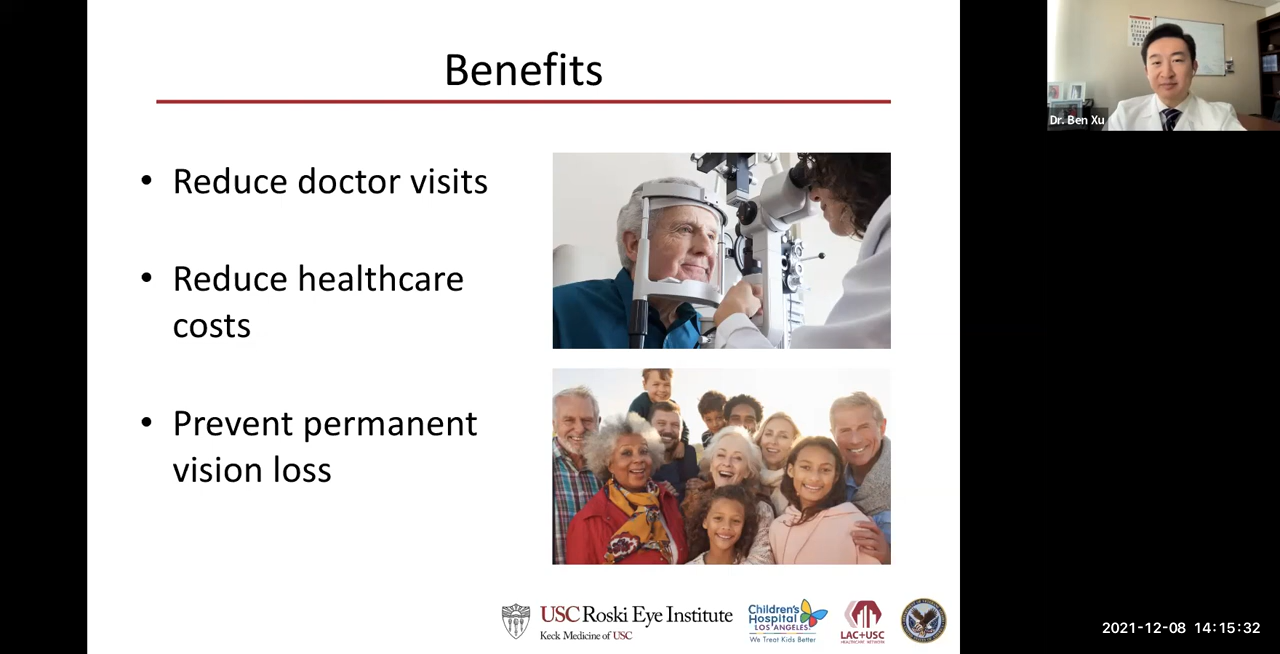 Benefits
• Reduce doctor visits
• Reduce healthcare
costs
• Prevent permanent
vision loss
Dr. Ben Xu
USC Roski Eye Institute
Keck Medicine of USC
Children's
Hospital
LOS ANGELES
We Treat Kids Better
LAC+USC
HEALTHCARE NETWORK
2021-12-08 14:15:32